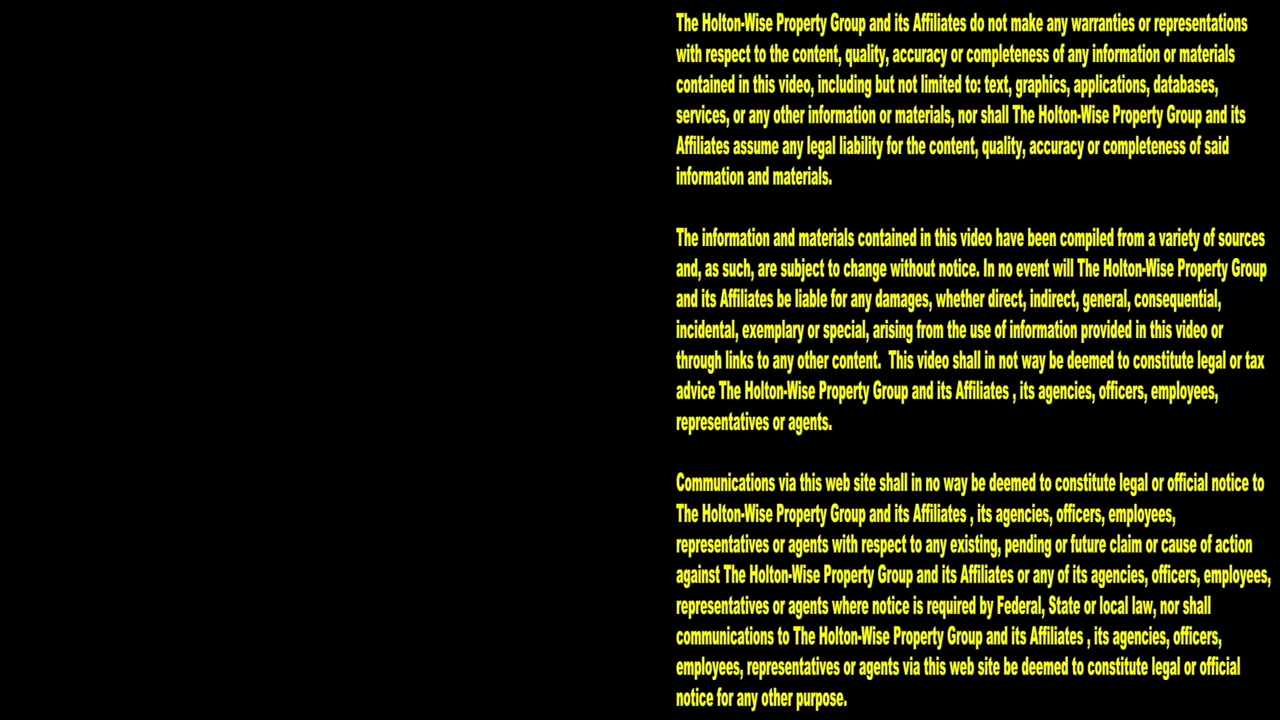 The Holton-Wise Property Group and its Affiliates do not make any warranties or representations
with respect to the content, quality, accuracy or completeness of any information or materials
contained in this video, including but not limited to: text, graphics, applications, databases,
services, or any other information or materials, nor shall The Holton-Wise Property Group and its
Affiliates assume any legal liability for the content, quality, accuracy or completeness of said
information and materials.
The information and materials contained in this video have been compiled from a variety of sources
and, as such, are subject to change without notice. In no event will The Holton-Wise Property Group
and its Affiliates be liable for any damages, whether direct, indirect, general, consequential,
incidental, exemplary or special, arising from the use of information provided in this video or
through links to any other content.  This video shall in not way be deemed to constitute legal or tax
advice The Holton-Wise Property Group and its Affiliates , its agencies, officers, employees,
representatives or agents.
Communications via this web site shall in no way be deemed to constitute legal or official notice to
The Holton-Wise Property Group and its Affiliates , its agencies, officers, employees,
representatives or agents with respect to any existing, pending or future claim or cause of action
against The Holton-Wise Property Group and its Affiliates or any of its agencies, officers, employees,
representatives or agents where notice is required by Federal, State or local law, nor shall
communications to The Holton-Wise Property Group and its Affiliates , its agencies, officers,
employees, representatives or agents via this web site be deemed to constitute legal or official
notice for any other purpose.